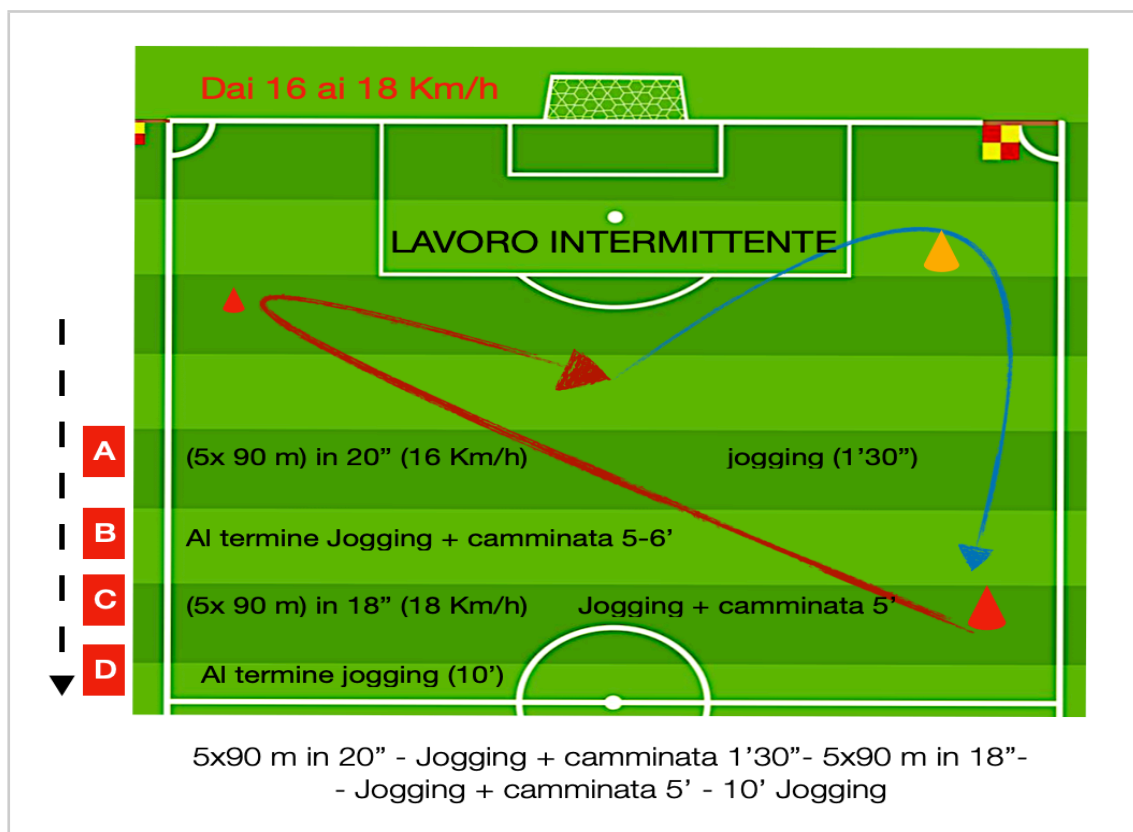 Dai 16 ai 18 Km/h
LAVORO INTERMITTENTE
A (5x 90 m) in 20” (16 Km/h) jogging (1’30”)
B Al termine Jogging + camminata 5-6’
C (5x 90 m) in 18” (18 Km/h) Jogging + camminata 5’
D Al termine jogging (10’)
5x90 m in 20” - Jogging + camminata 1’30”- 5x90 m in 18”-
- Jogging + camminata 5’ - 10’ Jogging